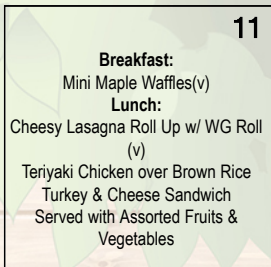 11
Breakfast:
Mini Maple Waffles(v)
Lunch:
Cheesy Lasagna Roll Up w/ WG Roll
(v)
Teriyaki Chicken over Brown Rice
Turkey & Cheese Sandwich
Served with Assorted Fruits &
Vegetables